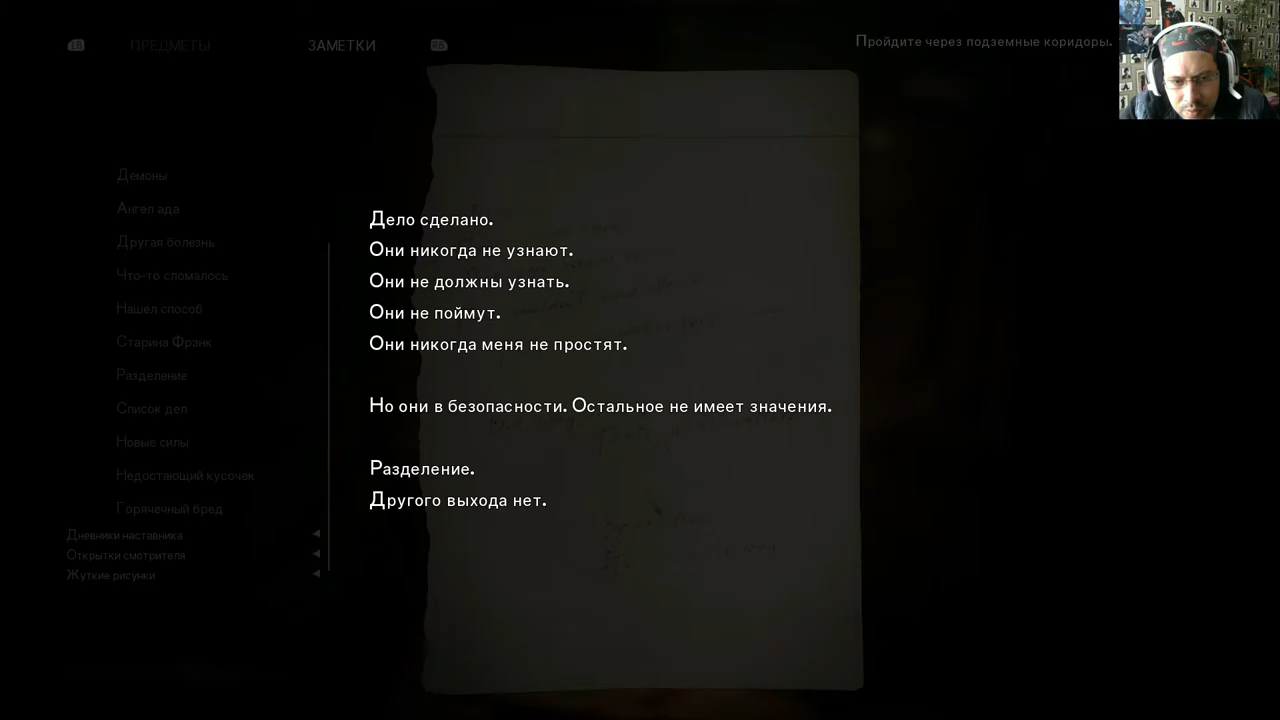 LB
ПРЕДМЕТЫ
ЗАМЕТКИ
RB
Пройдите через подземные коридоры.
Демоны
Ангел ада
Другая болезнь
Что-то сломалось
Нашел способ
Старина Фрэнк
Разделение
Список дел
Новые силы
Недостающий кусочек
Горячечный бред
Дневники наставника
Открытки смотрителя
Жуткие рисунки
Дело сделано.
Они никогда не узнают.
Они не должны узнать.
Они не поймут.
Они никогда меня не простят.
Но они в безопасности. Остальное не имеет значения.
Разделение.
Другого выхода нет.